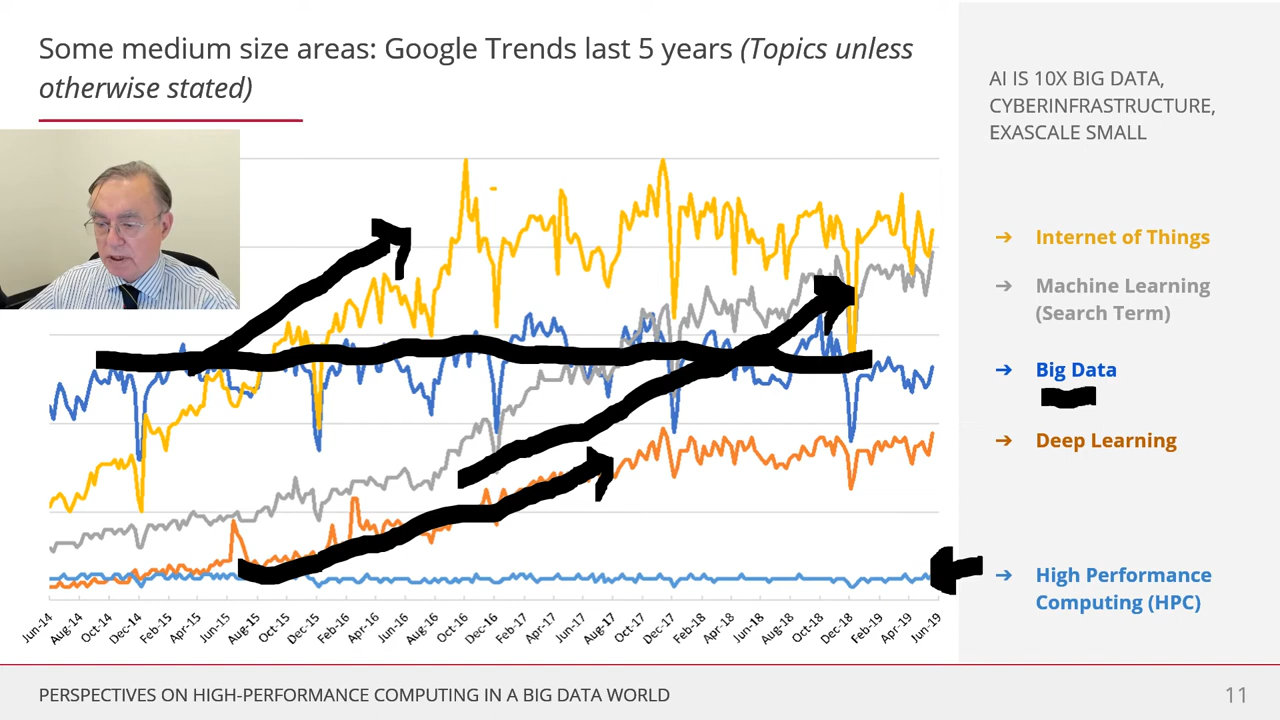 Some medium size areas: Google Trends last 5 years (Topics unless
otherwise stated)
AI IS 10X BIG DATA,
CYBERINFRASTRUCTURE,
EXASCALE SMALL
→ Internet of Things
→ Machine Learning
(Search Term)
→ Big Data
→ Deep Learning
→ High Performance
Computing (HPC)
Jun-14 Aug-14 Oct-14 Dec-14 Feb-15 Apr-15 Jun-15 Aug-15 Oct-15 Dec-15 Feb-16 Apr-16 Jun-16 Aug-16 Oct-16 Dec-16 Feb-17 Apr-17 Jun-17 Aug-17 Oct-17 Dec-17 Feb-18 Apr-18 Jun-18 Aug-18 Oct-18 Dec-18 Feb-19 Apr-19 Jun-19
PERSPECTIVES ON HIGH-PERFORMANCE COMPUTING IN A BIG DATA WORLD
11